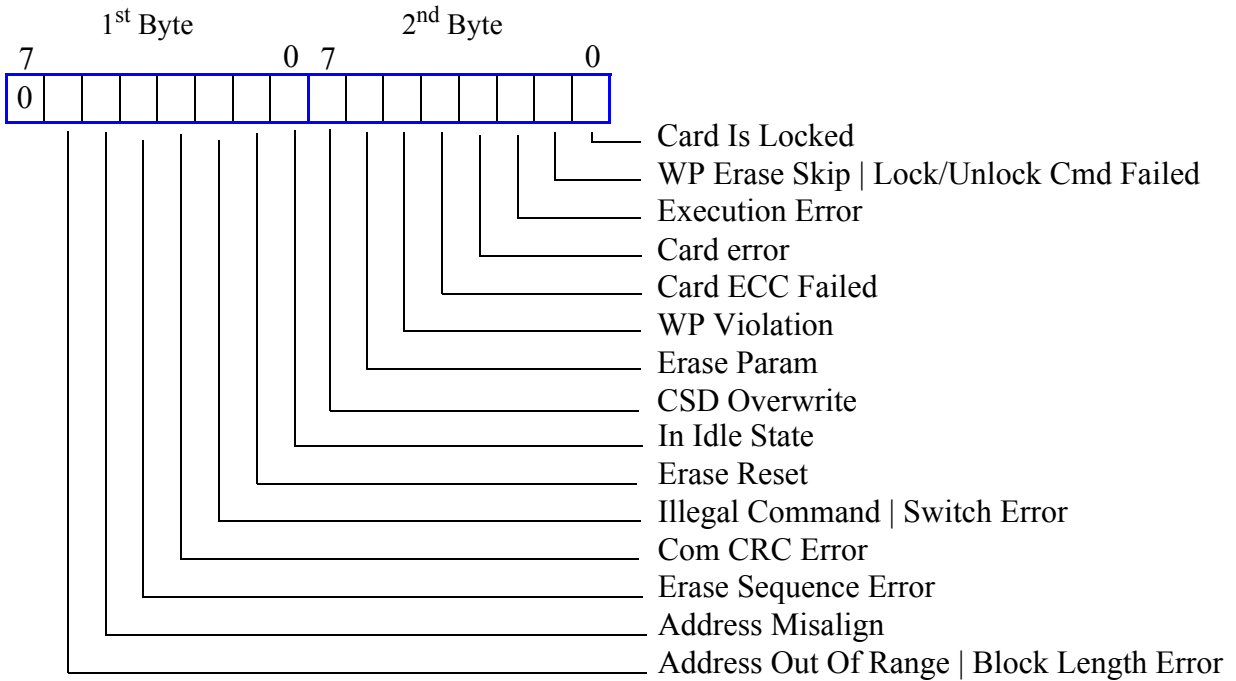 1st Byte 2nd Byte
7 0 7 0
0
Card Is Locked
WP Erase Skip | Lock/Unlock Cmd Failed
Execution Error
Card error
Card ECC Failed
WP Violation
Erase Param
CSD Overwrite
In Idle State
Erase Reset
Illegal Command | Switch Error
Com CRC Error
Erase Sequence Error
Address Misalign
Address Out Of Range | Block Length Error